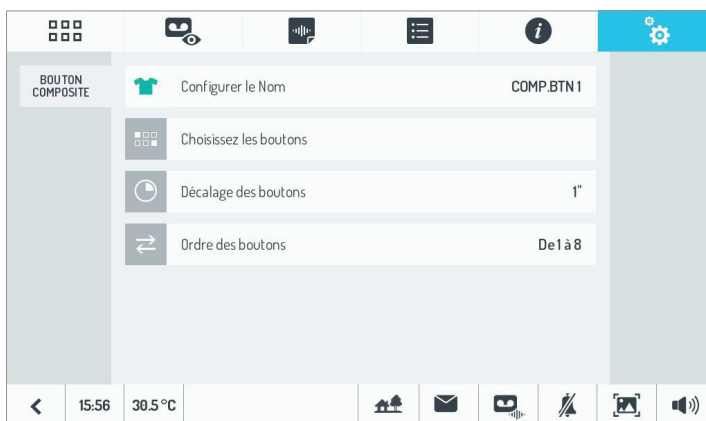 BOUTON
COMPOSITE
Configurer le Nom COMP.BTN 1
Choisissez les boutons
Décalage des boutons 1"
Ordre des boutons De 1 à 8
15:56 30.5 °C